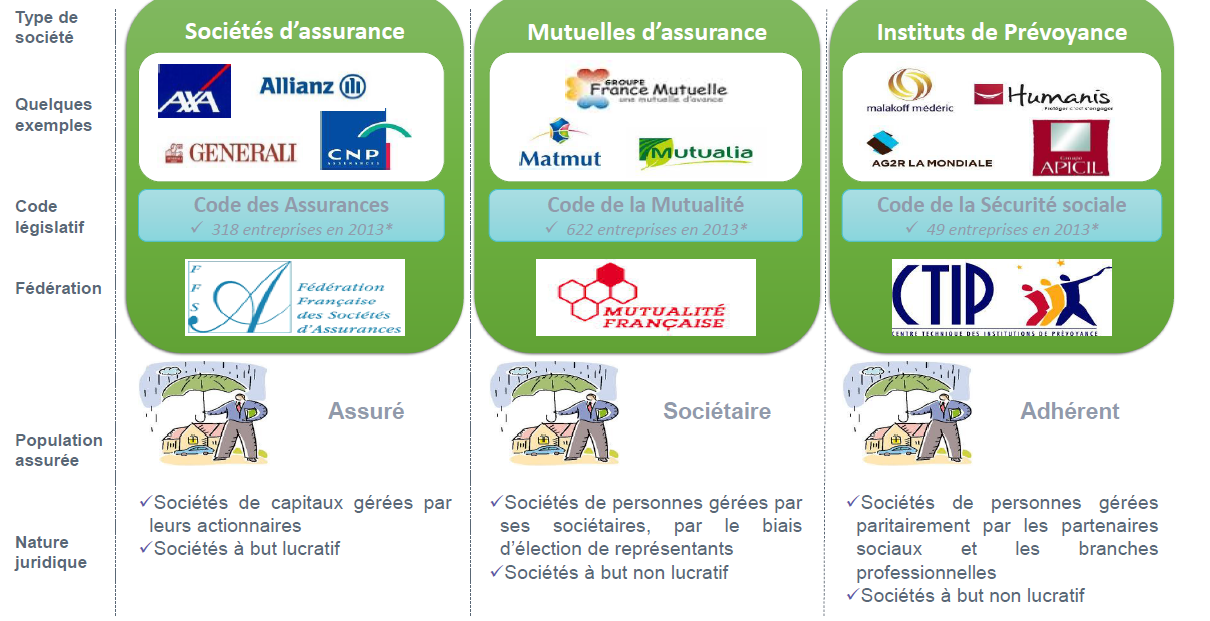 Type de
société
Sociétés d’assurance
Mutuelles d’assurance
Instituts de Prévoyance
Quelques
exemples
AXA
Allianz
GENERALI
CNP
ASSURANCES
GROUPE
France Mutuelle
une mutuelle d'avance
Matmut
Mutualia
malakoff médéric
Humanis
Protéger c'est s'engager
AG2R LA MONDIALE
Groupe
APICIL
Code
législatif
Code des Assurances
✓ 318 entreprises en 2013*
Code de la Mutualité
✓ 622 entreprises en 2013*
Code de la Sécurité sociale
✓ 49 entreprises en 2013*
Fédération
F
F
S
A
Fédération
Française
des Sociétés
d'Assurances
MUTUALITÉ
FRANÇAISE
CTIP
CENTRE TECHNIQUE DES INSTITUTIONS DE PRÉVOYANCE
Population
assurée
Assuré
Sociétaire
Adhérent
Nature
juridique
✓Sociétés de capitaux gérées par
leurs actionnaires
✓Sociétés à but lucratif
✓Sociétés de personnes gérées par
ses sociétaires, par le biais
d’élection de représentants
✓Sociétés à but non lucratif
✓Sociétés de personnes gérées
paritairement par les partenaires
sociaux et les branches
professionnelles
✓Sociétés à but non lucratif